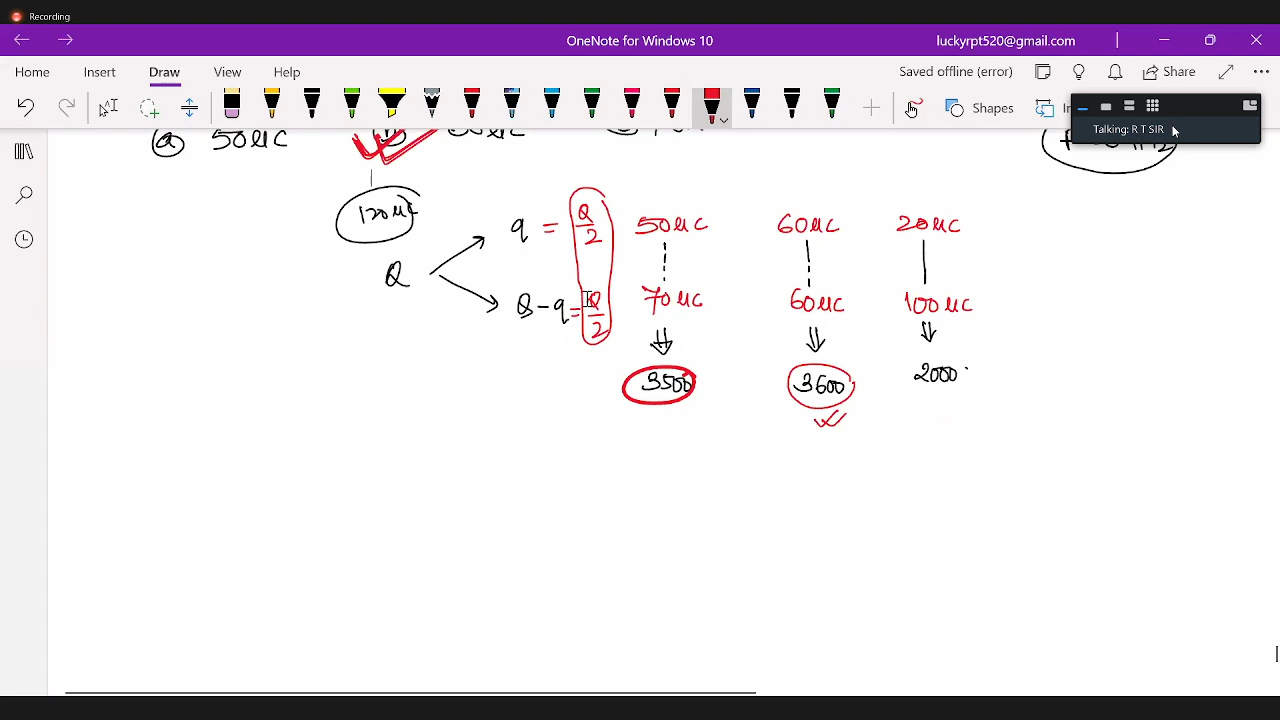 Recording
OneNote for Windows 10
luckyrpt520@gmail.com
Home Insert Draw View Help
Saved offline (error)
Share
Shapes
Talking: R T SIR
(a) 50μC
120μC
q = Q/2 50μC 60μC 20μC
Q
Q - q = Q/2 70μC 60μC 100μC
3500 3600 2000